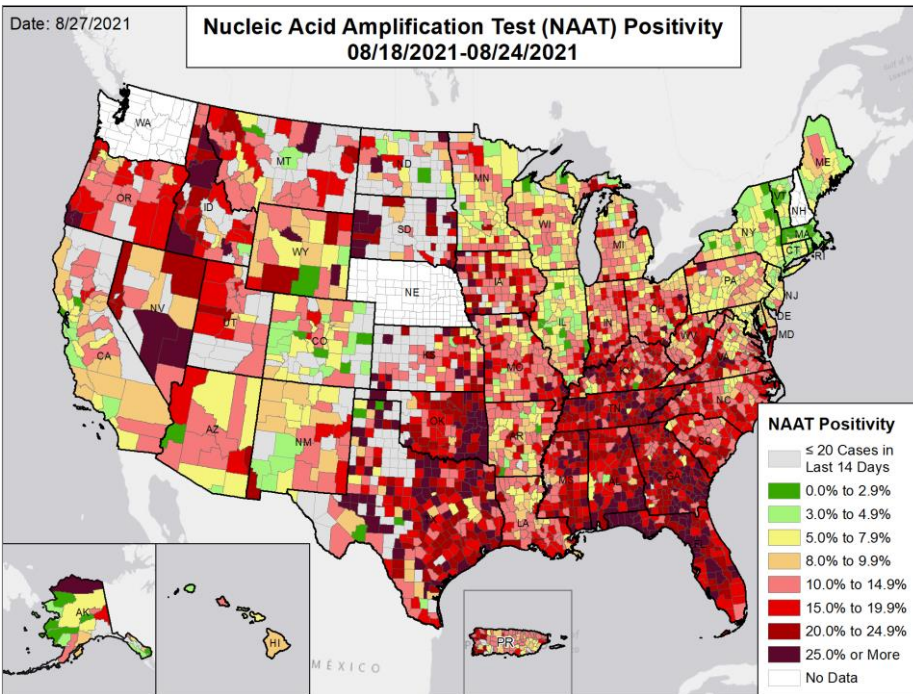 Date: 8/27/2021
Nucleic Acid Amplification Test (NAAT) Positivity
08/18/2021-08/24/2021
WA
MT
ND
MN
ME
OR
ID
SD
WI
MI
VT
NH
NY
MA
CT
RI
WY
IA
PA
NJ
NE
NV
UT
CO
IL
IN
OH
DE
MD
CA
KS
MO
WV
VA
KY
NC
AZ
NM
OK
AR
TN
SC
MS
AL
GA
TX
LA
FL
AK
HI
PR
MÉXICO
NAAT Positivity
≤ 20 Cases in
Last 14 Days
0.0% to 2.9%
3.0% to 4.9%
5.0% to 7.9%
8.0% to 9.9%
10.0% to 14.9%
15.0% to 19.9%
20.0% to 24.9%
25.0% or More
No Data